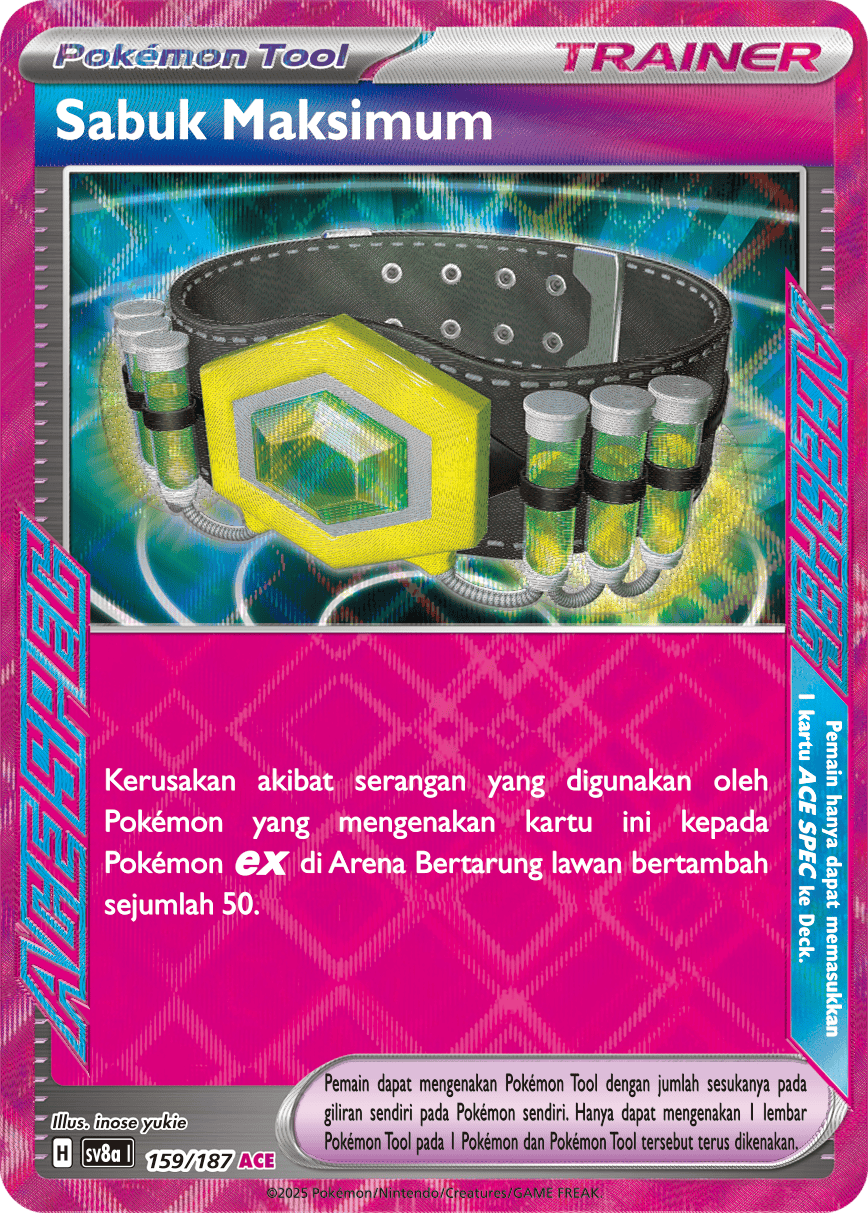 Pokémon Tool
TRAINER
Sabuk Maksimum
ACE SPEC
ACE SPEC
Pemain hanya dapat memasukkan
1 kartu ACE SPEC ke Deck.
Kerusakan akibat serangan yang digunakan oleh
Pokémon yang mengenakan kartu ini kepada
Pokémon ex di Arena Bertarung lawan bertambah
sejumlah 50.
Pemain dapat mengenakan Pokémon Tool dengan jumlah sesukanya pada
giliran sendiri pada Pokémon sendiri. Hanya dapat mengenakan 1 lembar
Pokémon Tool pada 1 Pokémon dan Pokémon Tool tersebut terus dikenakan.
Illus. inose yukie
H sv8a I 159/187 ACE
©2025 Pokémon/Nintendo/Creatures/GAME FREAK.